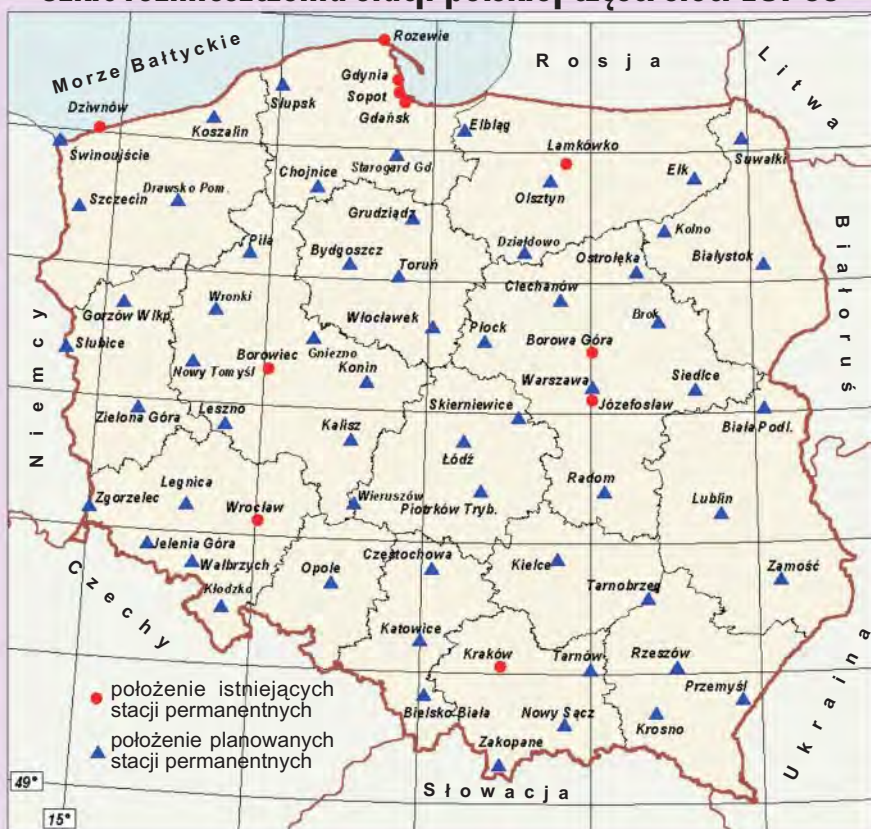 Morze Bałtyckie
Rozewie
Rosja
Litwa
Gdynia
Sopot
Gdańsk
Dziwnów
Słupsk
Koszalin
Elbląg
Świnoujście
Lamkówko
Suwałki
Chojnice
Starogard Gd.
Ełk
Szczecin
Drawsko Pom.
Olsztyn
Grudziądz
Kolno
Piła
Bydgoszcz
Działdowo
Ostrołęka
Białystok
Białoruś
Toruń
Ciechanów
Gorzów Wlkp
Wronki
Włocławek
Płock
Brok
Niemcy
Słubice
Borowiec
Gniezno
Borowa Góra
Nowy Tomyśl
Konin
Warszawa
Siedlce
Zielona Góra
Leszno
Kalisz
Skierniewice
Józefosław
Biała Podl.
Łódź
Legnica
Zgorzelec
Wrocław
Wieruszów
Piotrków Tryb.
Radom
Lublin
Jelenia Góra
Wałbrzych
Częstochowa
Kielce
Zamość
Kłodzko
Opole
Tarnobrzeg
Czechy
Katowice
Kraków
Tarnów
Rzeszów
Przemyśl
Ukraina
położenie istniejących
stacji permanentnych
Bielsko-Biała
Nowy Sącz
Krosno
położenie planowanych
stacji permanentnych
Zakopane
49°
Słowacja
15°